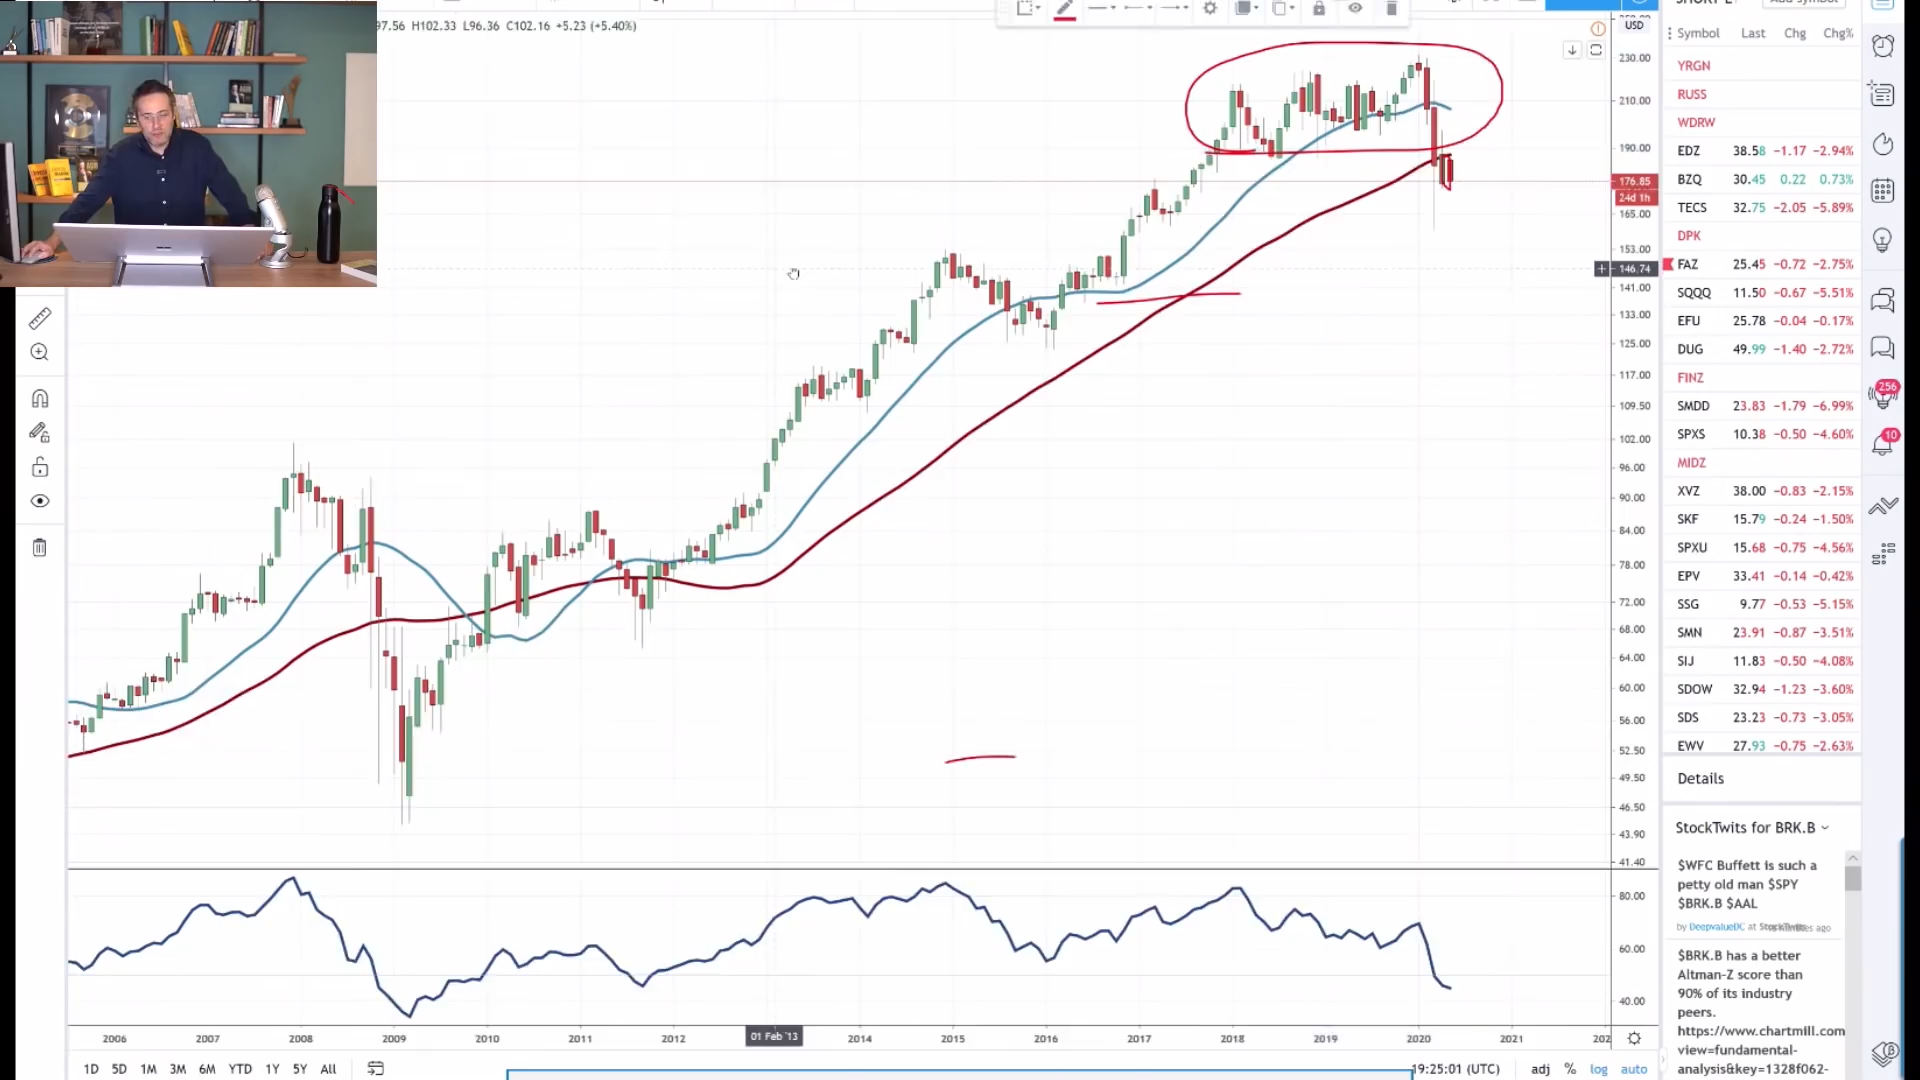 97.56 H102.33 L96.36 C102.16 +5.23 (+5.40%)
USD
230.00
210.00
190.00
176.85
24d 1h
165.00
153.00
146.74
141.00
133.00
125.00
117.00
109.50
102.00
96.00
90.00
84.00
78.00
72.00
68.00
64.00
60.00
56.00
52.50
49.50
46.50
43.90
41.40
80.00
60.00
40.00
2006 2007 2008 2009 2010 2011 2012 01 Feb '13 2014 2015 2016 2017 2018 2019 2020 2021
1D 5D 1M 3M 6M YTD 1Y 5Y All
19:25:01 (UTC) adj % log auto
Add symbol
Symbol Last Chg Chg%
YRGN
RUSS
WDRW
EDZ 38.58 −1.17 −2.94%
BZQ 30.45 0.22 0.73%
TECS 32.75 −2.05 −5.89%
DPK
FAZ 25.45 −0.72 −2.75%
SQQQ 11.50 −0.67 −5.51%
EFU 25.78 −0.04 −0.17%
DUG 49.99 −1.40 −2.72%
FINZ
SMDD 23.83 −1.79 −6.99%
SPXS 10.38 −0.50 −4.60%
MIDZ
XVZ 38.00 −0.83 −2.15%
SKF 15.79 −0.24 −1.50%
SPXU 15.68 −0.75 −4.56%
EPV 33.41 −0.14 −0.42%
SSG 9.77 −0.53 −5.15%
SMN 23.91 −0.87 −3.51%
SIJ 11.83 −0.50 −4.08%
SDOW 32.94 −1.23 −3.60%
SDS 23.23 −0.73 −3.05%
EWV 27.93 −0.75 −2.63%
Details
StockTwits for BRK.B
$WFC Buffett is such a
petty old man $SPY
$BRK.B $AAL
by DeepvalueDC at StockTwits ago
$BRK.B has a better
Altman-Z score than
90% of its industry
peers.
https://www.chartmill.com
view=fundamental-
analysis&key=1328f062-
256
10